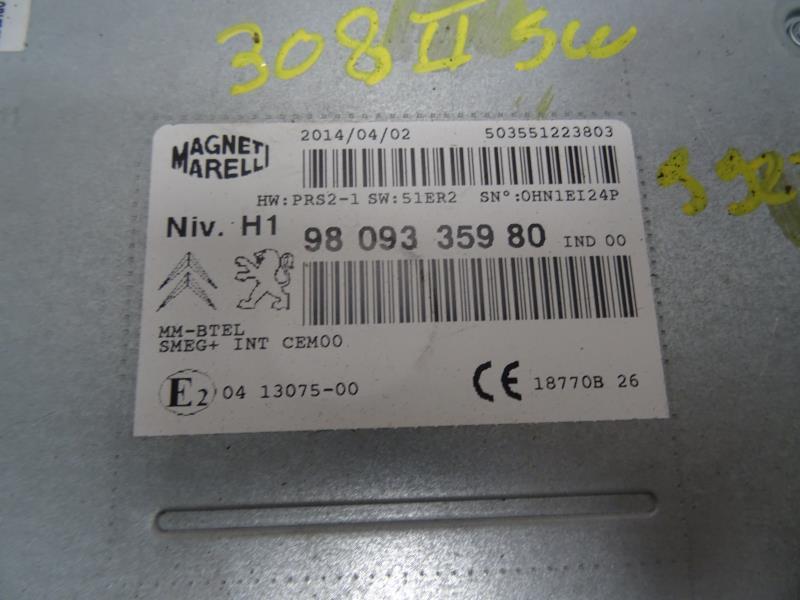 308 II SW
MAGNETI MARELLI
2014/04/02 503551223803
HW:PRS2-1 SW:51ER2 SN°:0HN1EI24P
Niv. H1 98 093 359 80 IND 00
MM-BTEL
SMEG+ INT CEM00
E2 04 13075-00 CE 18770B 26